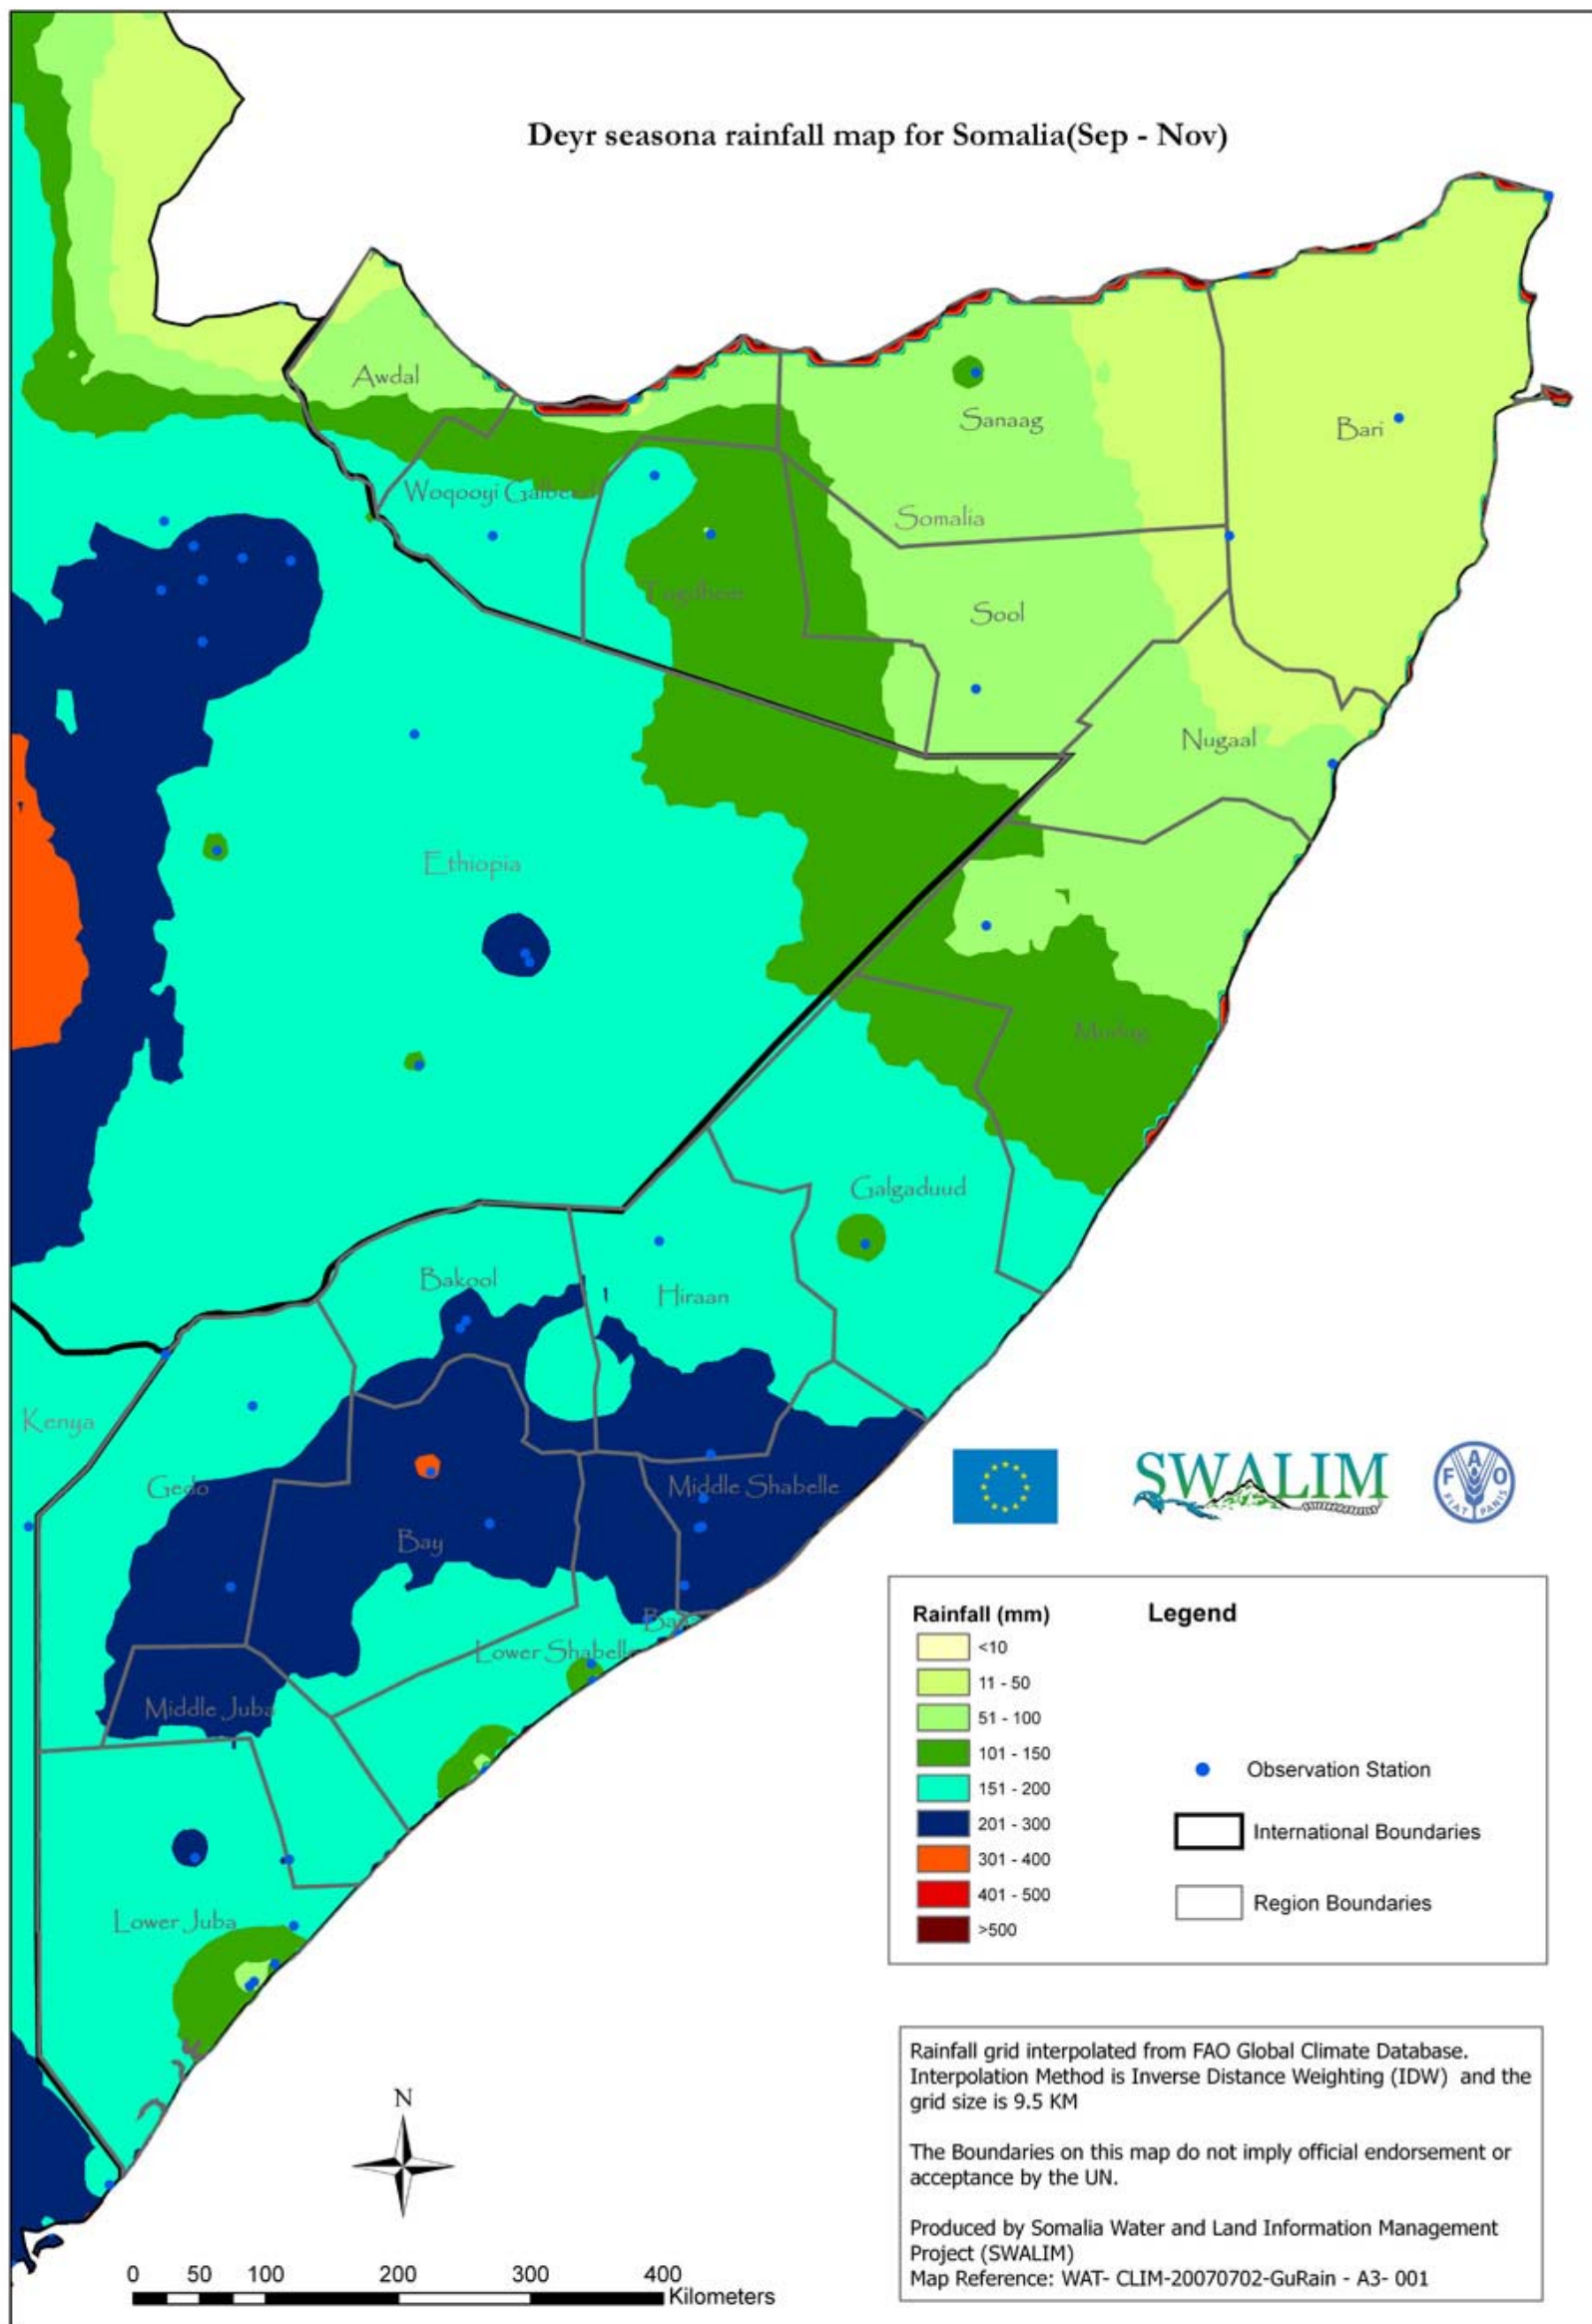 Deyr seasona rainfall map for Somalia(Sep - Nov)
Awdal
Sanaag
Bari
Woqooyi Galbeed
Somalia
Togdheer
Sool
Nugaal
Ethiopia
Mudug
Galgaduud
Bakool
Hiraan
Kenya
Gedo
Middle Shabelle
Bay
Lower Shabelle
Middle Juba
Lower Juba
SWALIM
F A O
FIAT PANIS
Rainfall (mm)
Legend
<10
11 - 50
51 - 100
101 - 150
151 - 200
201 - 300
301 - 400
401 - 500
>500
Observation Station
International Boundaries
Region Boundaries
Rainfall grid interpolated from FAO Global Climate Database.
Interpolation Method is Inverse Distance Weighting (IDW) and the
grid size is 9.5 KM
The Boundaries on this map do not imply official endorsement or
acceptance by the UN.
Produced by Somalia Water and Land Information Management
Project (SWALIM)
Map Reference: WAT- CLIM-20070702-GuRain - A3- 001
N
0 50 100 200 300 400
Kilometers